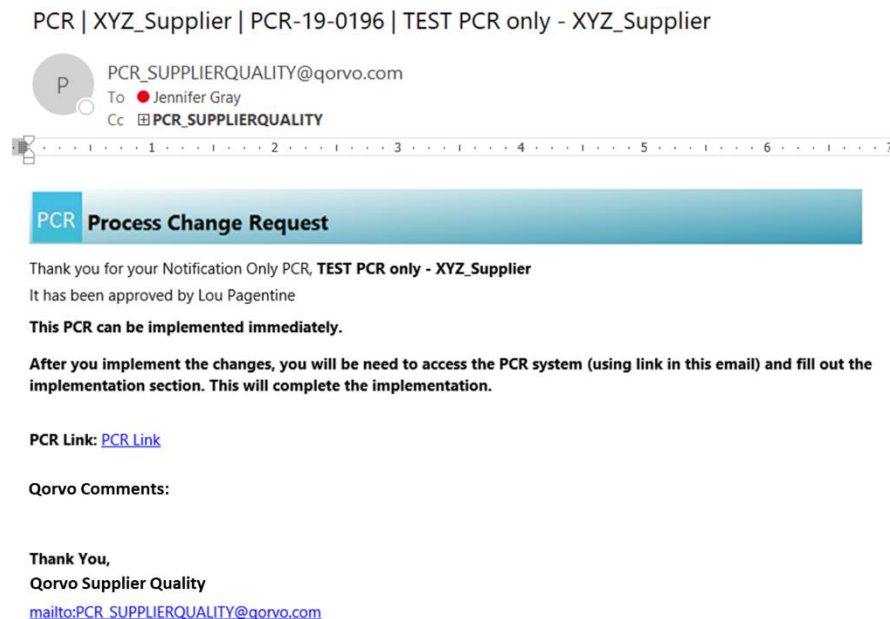 PCR | XYZ_Supplier | PCR-19-0196 | TEST PCR only - XYZ_Supplier
P
PCR_SUPPLIERQUALITY@qorvo.com
To Jennifer Gray
Cc PCR_SUPPLIERQUALITY
1 2 3 4 5 6 7
PCR Process Change Request
Thank you for your Notification Only PCR, TEST PCR only - XYZ_Supplier
It has been approved by Lou Pagentine
This PCR can be implemented immediately.
After you implement the changes, you will be need to access the PCR system (using link in this email) and fill out the
implementation section. This will complete the implementation.
PCR Link: PCR Link
Qorvo Comments:
Thank You,
Qorvo Supplier Quality
mailto:PCR_SUPPLIERQUALITY@qorvo.com